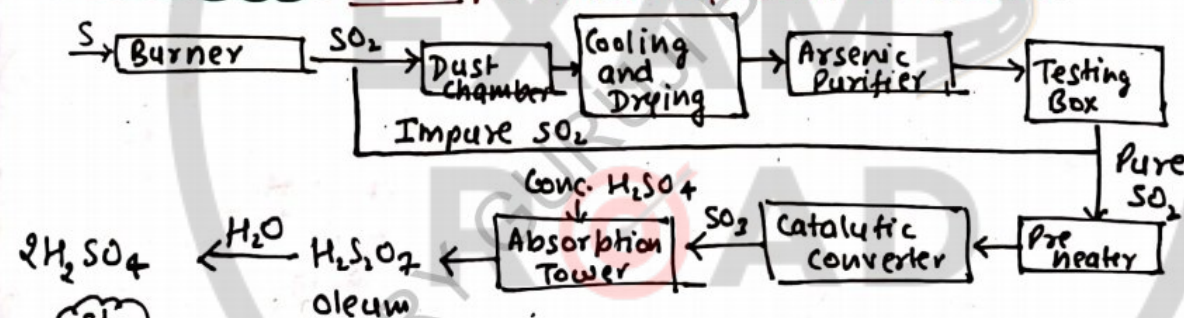 S Burner SO₂ Dust Chamber Cooling and Drying Arsenic Purifier Testing Box
Impure SO₂
Pure SO₂
Conc. H₂SO₄
2H₂SO₄ H₂O H₂S₂O₇ Absorption Tower SO₃ Catalutic converter Pre heater
oleum